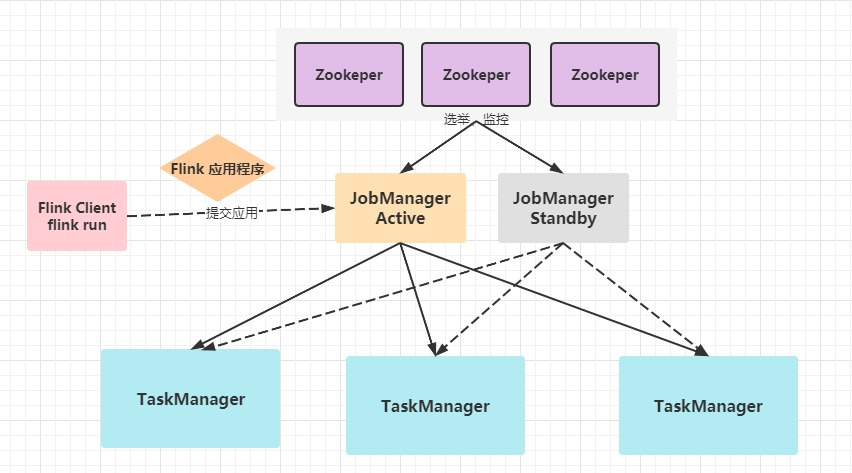 Zookeper
Zookeper
Zookeper
选举、监控
Flink 应用程序
Flink Client
flink run
提交应用
JobManager
Active
JobManager
Standby
TaskManager
TaskManager
TaskManager